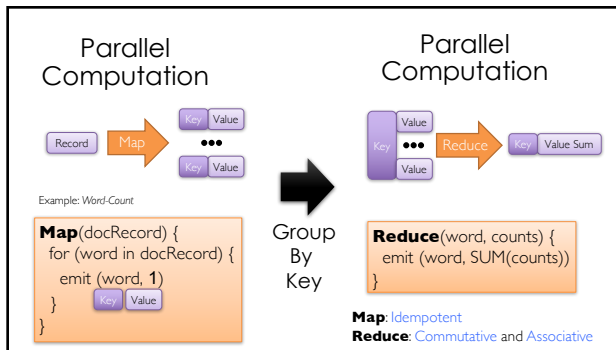 Parallel
Computation
Record
Map
Key Value
•••
Key Value
Example: Word-Count
Map(docRecord) {
for (word in docRecord) {
emit (word, 1)
}
Key Value
}
Group
By
Key
Parallel
Computation
Key
Value
•••
Value
Reduce
Key Value Sum
Reduce(word, counts) {
emit (word, SUM(counts))
}
Map: Idempotent
Reduce: Commutative and Associative